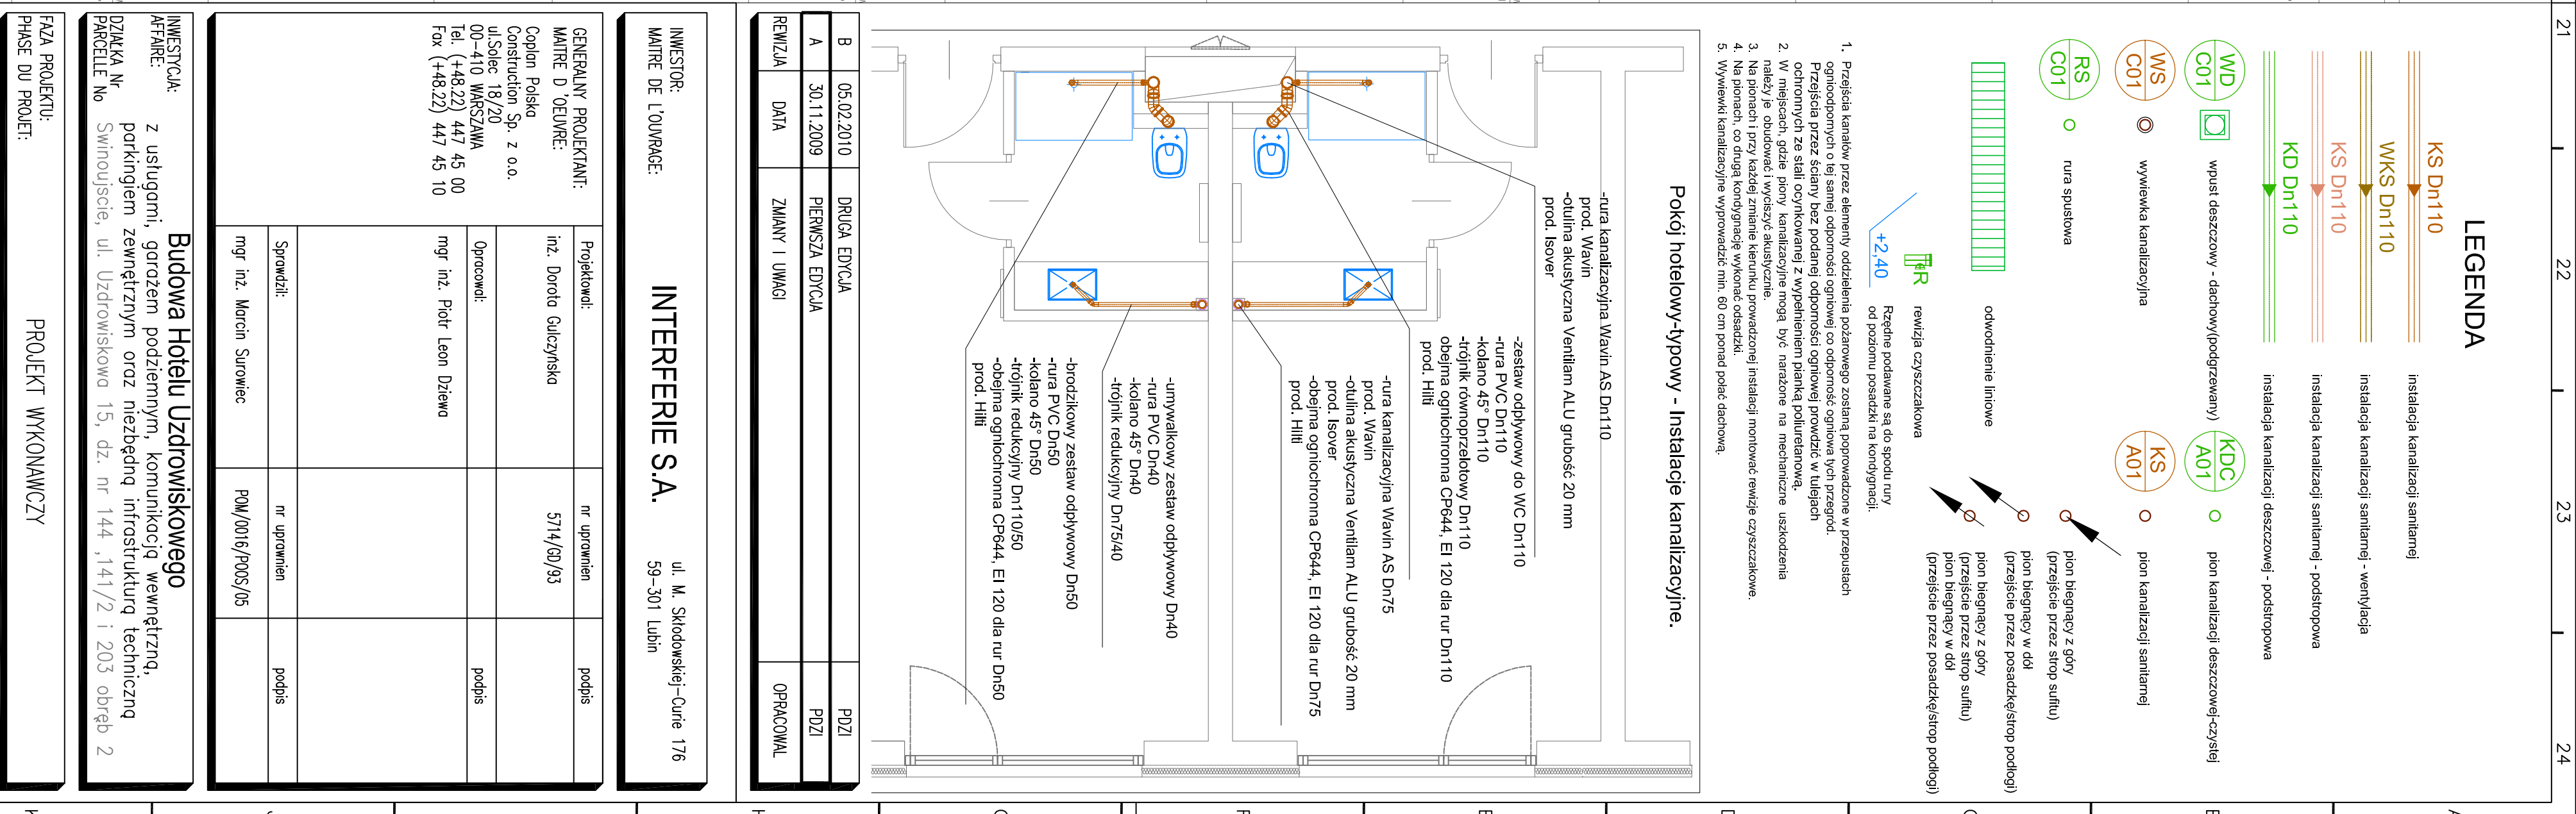 21
22
23
24
LEGENDA
KS Dn110
instalacja kanalizacji sanitarnej
WKS Dn110
instalacja kanalizacji sanitarnej - wentylacja
KS Dn110
instalacja kanalizacji sanitarnej - podstropowa
KD Dn110
instalacja kanalizacji deszczowej - podstropowa
WD
C01
wpust deszczowy - dachowy(podgrzewany)
KDC
A01
pion kanalizacji deszczowej-czystej
WS
C01
wywiewka kanalizacyjna
KS
A01
pion kanalizacji sanitarnej
RS
C01
rura spustowa
pion biegnący z góry
(przejście przez strop sufitu)
pion biegnący w dół
(przejście przez posadzkę/strop podłogi)
pion biegnący z góry
(przejście przez strop sufitu)
pion biegnący w dół
(przejście przez posadzkę/strop podłogi)
odwodnienie liniowe
R
rewizja czyszczakowa
+2,40
Rzędne podawane są do spodu rury
od poziomu posadzki na kondygnacji.
1. Przejścia kanałów przez elementy oddzielenia pożarowego zostaną poprowadzone w przepustach
ognioodpornych o tej samej odporności ogniowej co odporność ogniowa tych przegród.
Przejścia przez ściany bez podanej odporności ogniowej prowdzić w tulejach
ochronnych ze stali ocynkowanej z wypełnieniem pianką poliuretanową.
2. W miejscach, gdzie piony kanalizacyjne mogą być narażone na mechaniczne uszkodzenia
należy je obudować i wyciszyć akustycznie.
3. Na pionach i przy każdej zmianie kierunku prowadzonej instalacji montować rewizje czyszczakowe.
4. Na pionach, co drugą kondygnację wykonać odsadzki.
5. Wywiewki kanalizacyjne wyprowadzić min. 60 cm ponad połać dachową.
Pokój hotelowy-typowy - Instalacje kanalizacyjne.
-rura kanalizacyjna Wavin AS Dn110
prod. Wavin
-otulina akustyczna Ventilam ALU grubość 20 mm
prod. Isover
-zestaw odpływowy do WC Dn110
-rura PVC Dn110
-kolano 45° Dn110
-trójnik równoprzelotowy Dn110
obejma ogniochronna CP644, EI 120 dla rur Dn110
prod. Hilti
-rura kanalizacyjna Wavin AS Dn75
prod. Wavin
-otulina akustyczna Ventilam ALU grubość 20 mm
prod. Isover
-obejma ogniochronna CP644, EI 120 dla rur Dn75
prod. Hilti
-umywalkowy zestaw odpływowy Dn40
-rura PVC Dn40
-kolano 45° Dn40
-trójnik redukcyjny Dn75/40
-brodzikowy zestaw odpływowy Dn50
-rura PVC Dn50
-kolano 45° Dn50
-trójnik redukcyjny Dn110/50
-obejma ogniochronna CP644, EI 120 dla rur Dn50
prod. Hilti
B 05.02.2010 DRUGA EDYCJA PDZI
A 30.11.2009 PIERWSZA EDYCJA PDZI
REWIZJA DATA ZMIANY I UWAGI OPRACOWAL
INWESTOR:
MAITRE DE L'OUVRAGE:
INTERFERIE S.A.
ul. M. Skłodowskiej-Curie 176
59-301 Lubin
GENERALNY PROJEKTANT:
MAITRE D 'OEUVRE:
Coplan Polska
Construction Sp. z o.o.
ul.Solec 18/20
00-410 WARSZAWA
Tel. (+48.22) 447 45 00
Fax (+48.22) 447 45 10
Projektował: nr uprawnien podpis
inż. Dorota Gulczyńska 5714/GD/93
Opracował: podpis
mgr inż. Piotr Leon Dziewa
Sprawdził: nr uprawnien podpis
mgr inż. Marcin Surowiec POM/0016/POOS/05
INWESTYCJA:
AFFAIRE:
Budowa Hotelu Uzdrowiskowego
z usługami, garażem podziemnym, komunikacją wewnętrzną,
parkingiem zewnętrznym oraz niezbędną infrastrukturą techniczną
DZIAŁKA Nr
PARCELLE No
Swinoujscie, ul. Uzdrowiskowa 15, dz. nr 144 ,141/2 i 203 obręb 2
FAZA PROJEKTU:
PHASE DU PROJET:
PROJEKT WYKONAWCZY